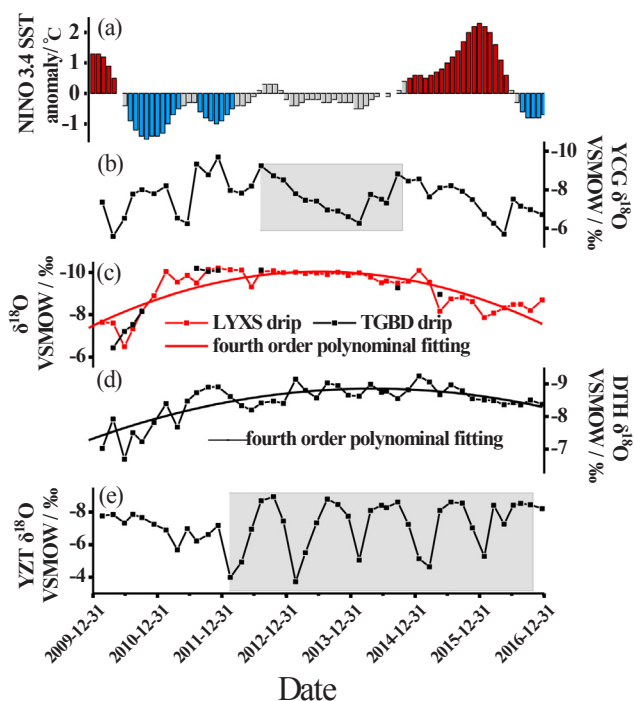 (a)
NINO 3.4 SST
anomaly/°C
2
1
0
-1
(b)
-10
-8
-6
YCG δ18O
VSMOW / ‰
(c)
δ18O
VSMOW / ‰
-10
-8
-6
LYXS drip
TGBD drip
fourth order polynominal fitting
(d)
-9
-8
-7
DTH δ18O
VSMOW / ‰
fourth order polynominal fitting
(e)
YZT δ18O
VSMOW / ‰
-8
-6
-4
2009-12-31
2010-12-31
2011-12-31
2012-12-31
2013-12-31
2014-12-31
2015-12-31
2016-12-31
Date